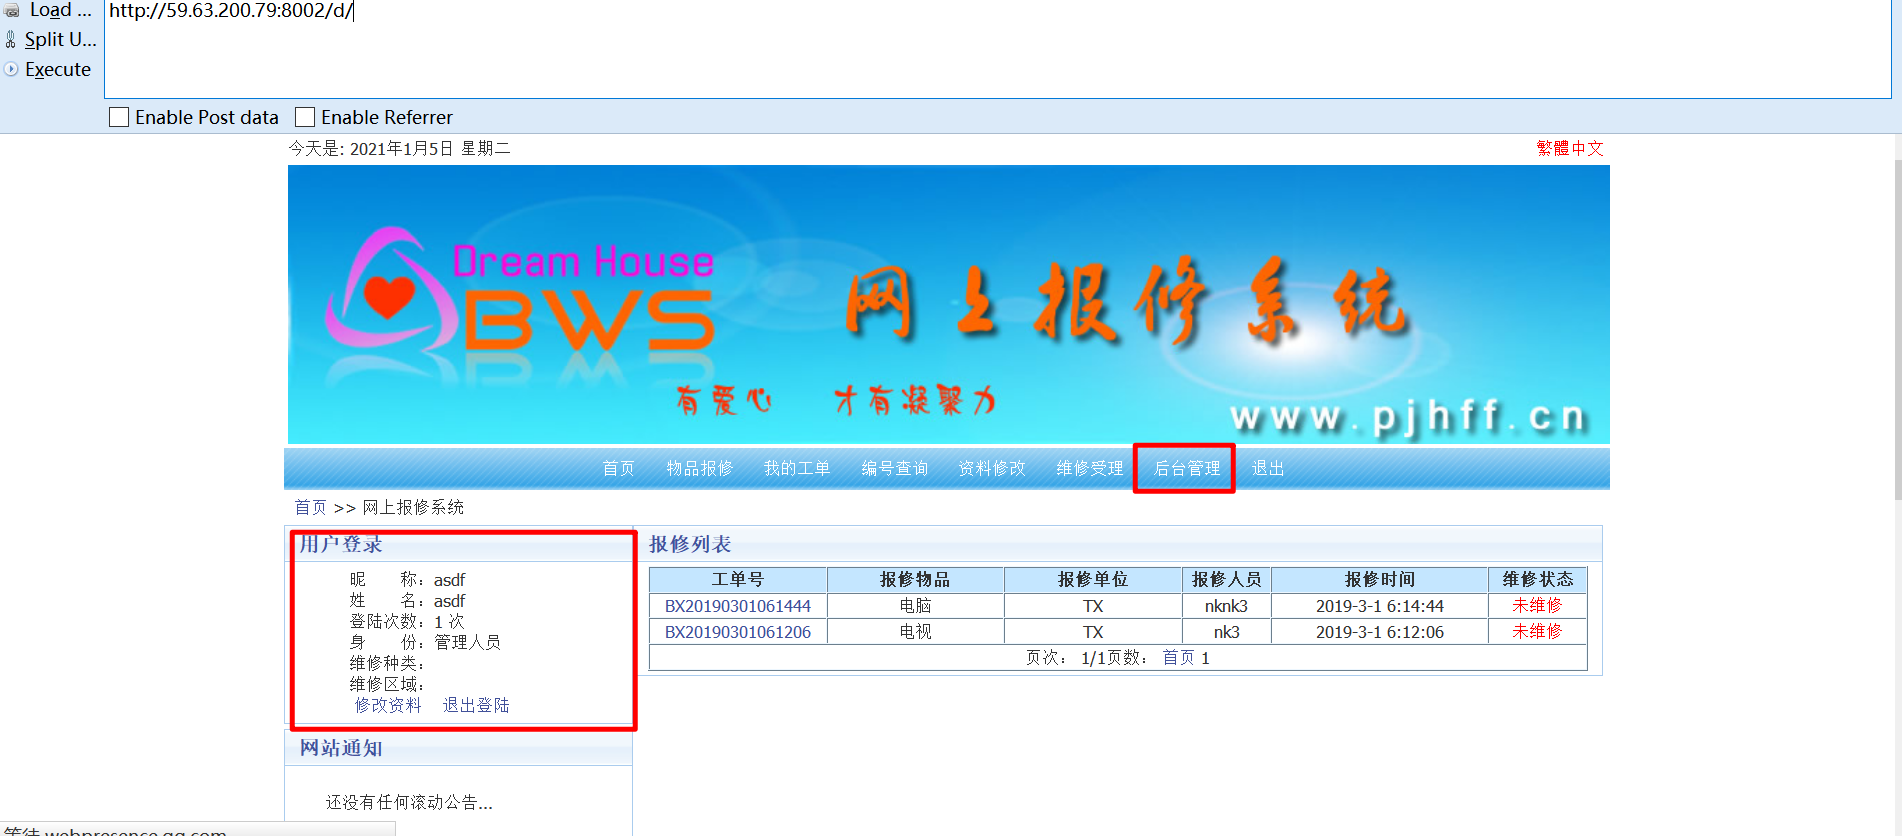 Load ...
http://59.63.200.79:8002/d/
Split U...
Execute
Enable Post data Enable Referrer
今天是: 2021年1月5日 星期二 繁體中文
Dream House
BWS
网上报修系统
有爱心 才有凝聚力
www.pjhff.cn
首页 物品报修 我的工单 编号查询 资料修改 维修受理 后台管理 退出
首页 >> 网上报修系统
用户登录
昵 称：asdf
姓 名：asdf
登陆次数：1 次
身 份：管理人员
维修种类：
维修区域：
修改资料 退出登陆
网站通知
还没有任何滚动公告...
报修列表
工单号 报修物品 报修单位 报修人员 报修时间 维修状态
BX20190301061444 电脑 TX nknk3 2019-3-1 6:14:44 未维修
BX20190301061206 电视 TX nk3 2019-3-1 6:12:06 未维修
页次： 1/1页数： 首页 1
等待 webpresence.qq.com